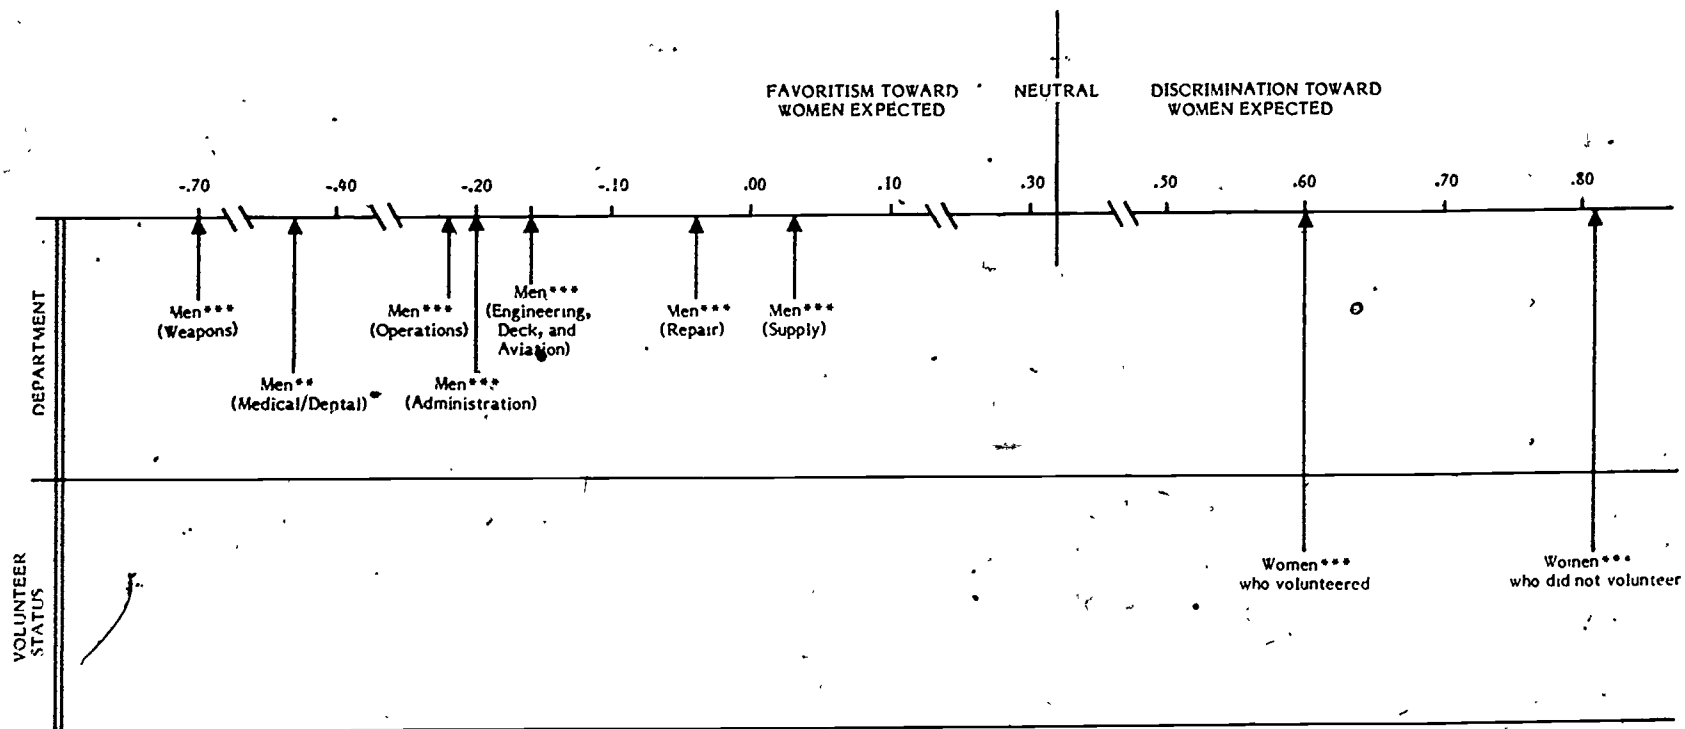 FAVORITISM TOWARD
WOMEN EXPECTED
NEUTRAL
DISCRIMINATION TOWARD
WOMEN EXPECTED
-.70 -.40 -.20 -.10 .00 .10 .30 .50 .60 .70 .80
DEPARTMENT
Men***
(Weapons)
Men**
(Medical/Dental)
Men***
(Operations)
Men***
(Administration)
Men***
(Engineering,
Deck, and
Aviation)
Men***
(Repair)
Men***
(Supply)
VOLUNTEER
STATUS
Women***
who volunteered
Women***
who did not volunteer